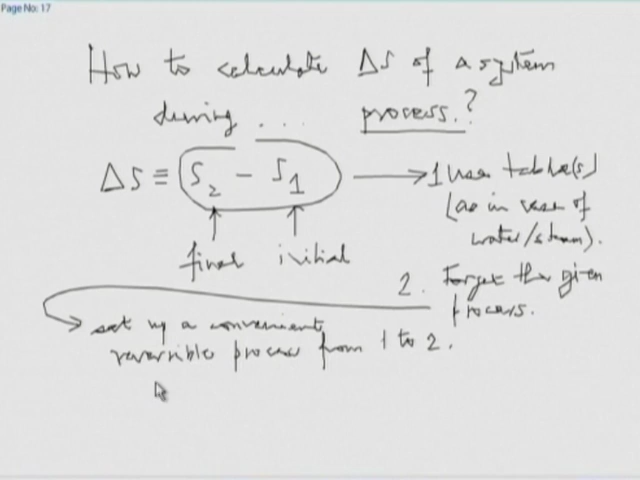 Page No: 17
How to calculate ΔS of a system
during . . . process.?
ΔS ≡ S₂ - S₁ → 1 Use table(s)
(as in case of
water/steam).
final initial
2. Forget the given
process.
set up a convenient
reversible process from 1 to 2.